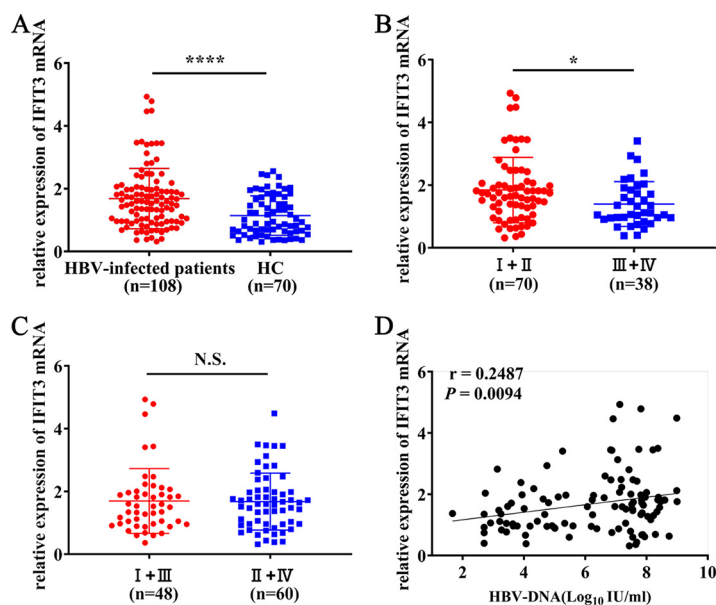 A
relative expression of IFIT3 mRNA
6
4
2
0
****
HBV-infected patients
(n=108)
HC
(n=70)
B
relative expression of IFIT3 mRNA
6
4
2
0
*
Ⅰ+Ⅱ
(n=70)
Ⅲ+Ⅳ
(n=38)
C
relative expression of IFIT3 mRNA
6
4
2
0
N.S.
Ⅰ+Ⅲ
(n=48)
Ⅱ+Ⅳ
(n=60)
D
relative expression of IFIT3 mRNA
6
4
2
0
r = 0.2487
P = 0.0094
2 4 6 8 10
HBV-DNA(Log10 IU/ml)